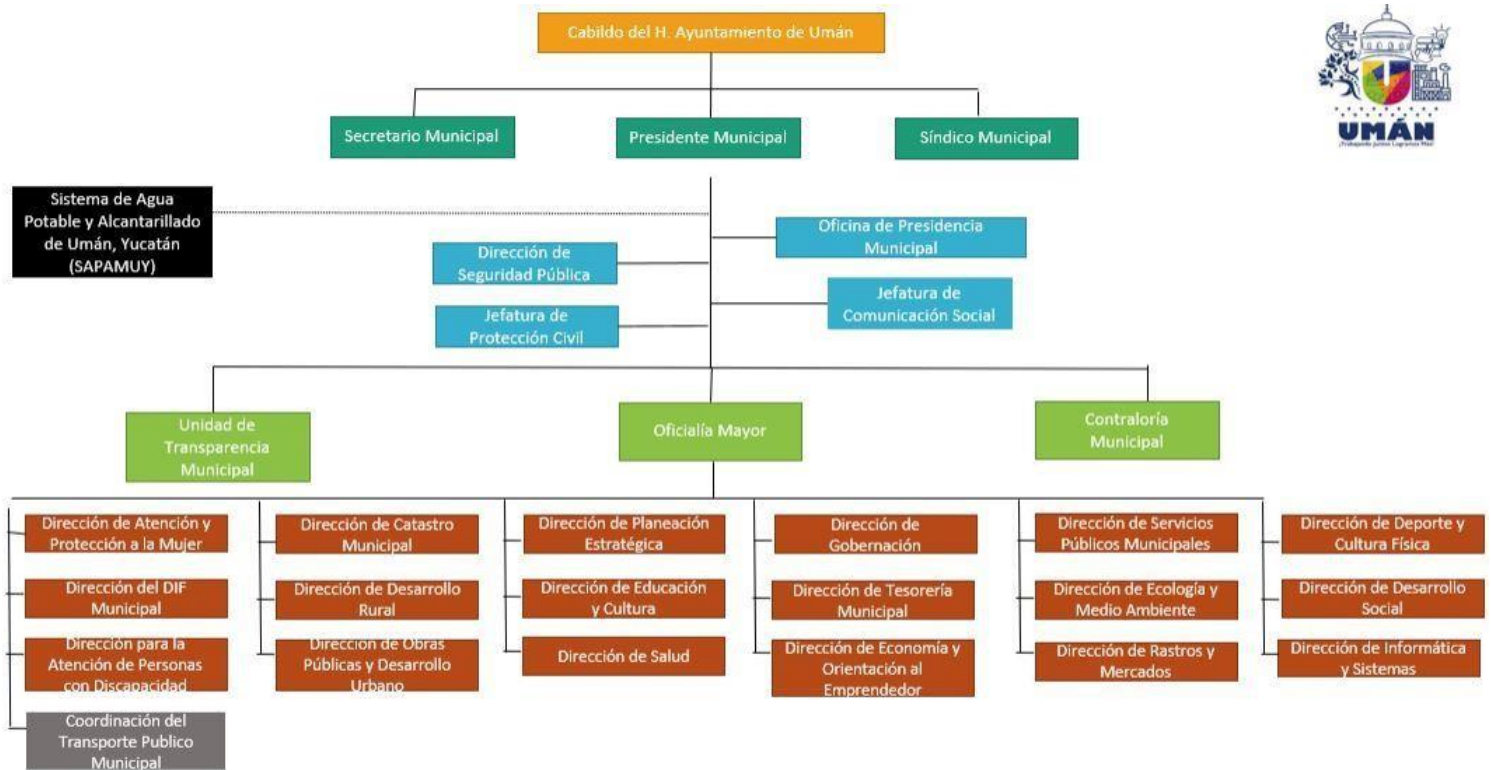 Cabildo del H. Ayuntamiento de Umán
UMÁN
¡Trabajando Juntos Logramos Más!
Secretario Municipal
Presidente Municipal
Síndico Municipal
Sistema de Agua
Potable y Alcantarillado
de Umán, Yucatán
(SAPAMUY)
Oficina de Presidencia
Municipal
Dirección de
Seguridad Pública
Jefatura de
Comunicación Social
Jefatura de
Protección Civil
Unidad de
Transparencia
Municipal
Oficialía Mayor
Contraloría
Municipal
Dirección de Atención y
Protección a la Mujer
Dirección de Catastro
Municipal
Dirección de Planeación
Estratégica
Dirección de
Gobernación
Dirección de Servicios
Públicos Municipales
Dirección de Deporte y
Cultura Física
Dirección del DIF
Municipal
Dirección de Desarrollo
Rural
Dirección de Educación
y Cultura
Dirección de Tesorería
Municipal
Dirección de Ecología y
Medio Ambiente
Dirección de Desarrollo
Social
Dirección para la
Atención de Personas
con Discapacidad
Dirección de Obras
Públicas y Desarrollo
Urbano
Dirección de Salud
Dirección de Economía y
Orientación al
Emprendedor
Dirección de Rastros y
Mercados
Dirección de Informática
y Sistemas
Coordinación del
Transporte Publico
Municipal